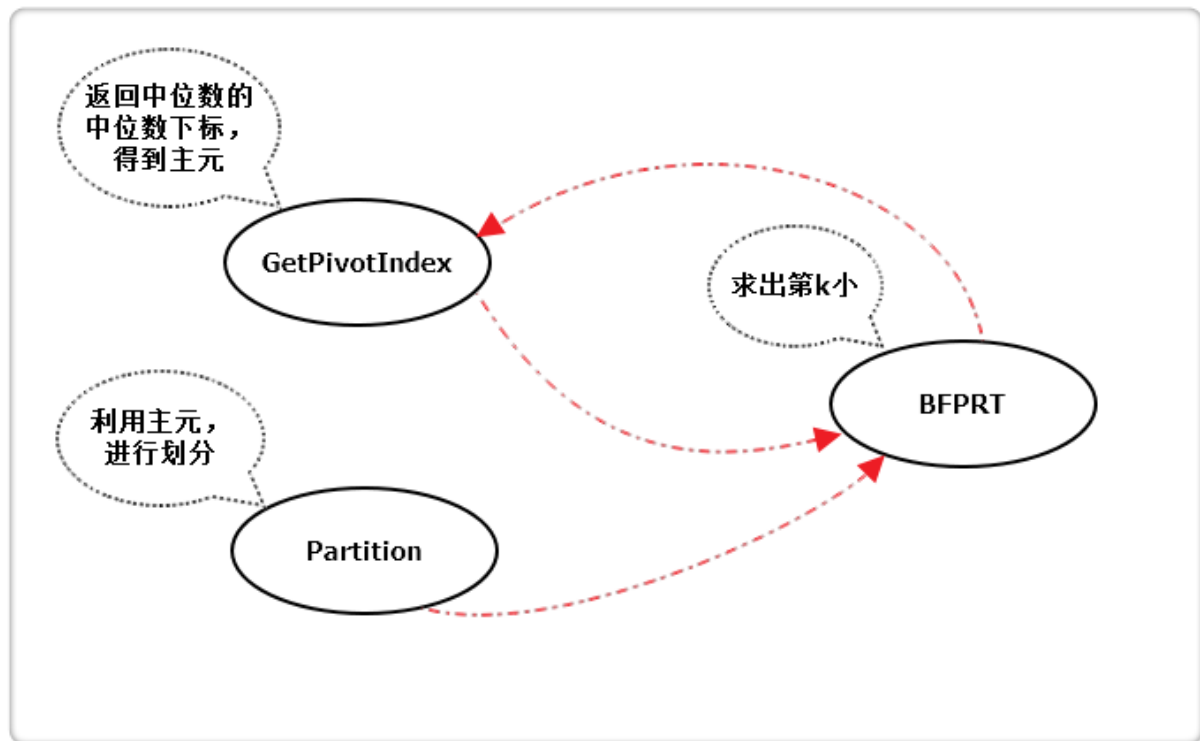 返回中位数的
中位数下标，
得到主元
GetPivotIndex
求出第k小
BFPRT
利用主元，
进行划分
Partition